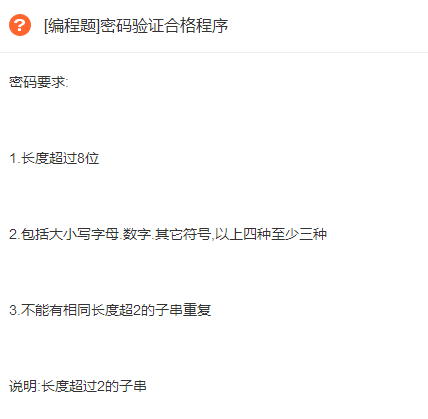 ?
[编程题]密码验证合格程序
密码要求:
1.长度超过8位
2.包括大小写字母.数字.其它符号,以上四种至少三种
3.不能有相同长度超2的子串重复
说明:长度超过2的子串